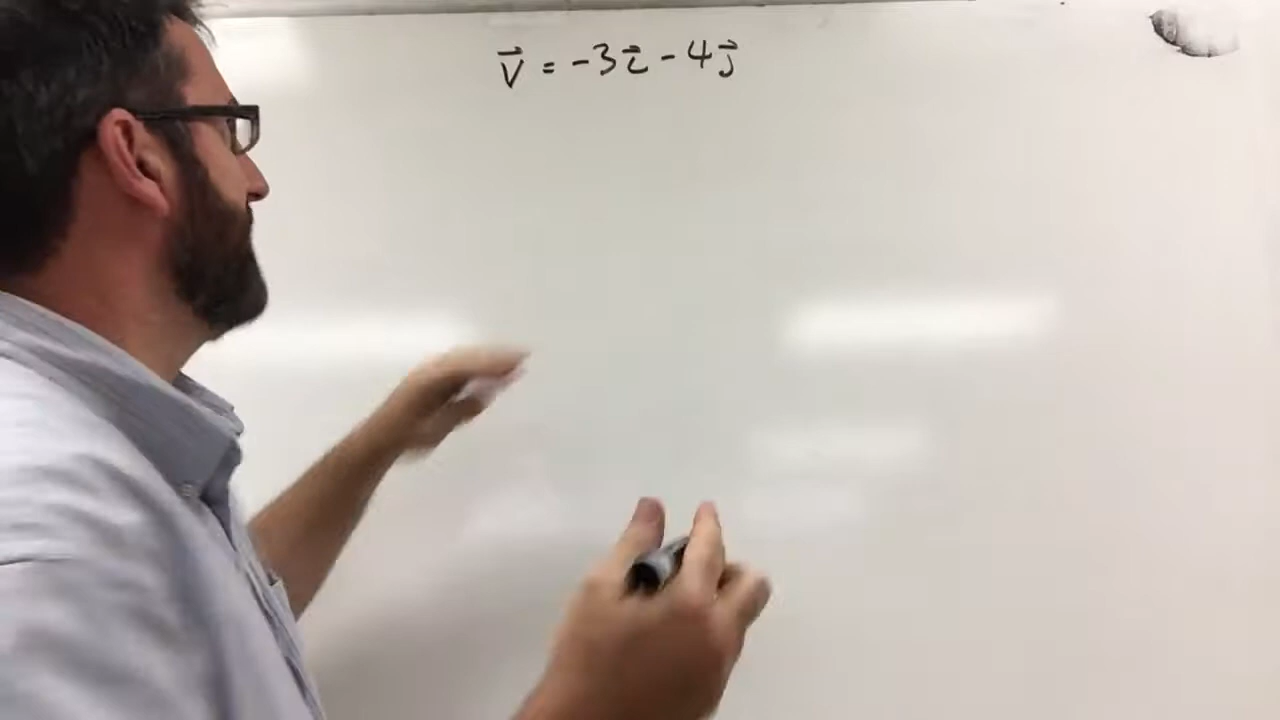 v⃗ = -3i⃗ - 4j⃗